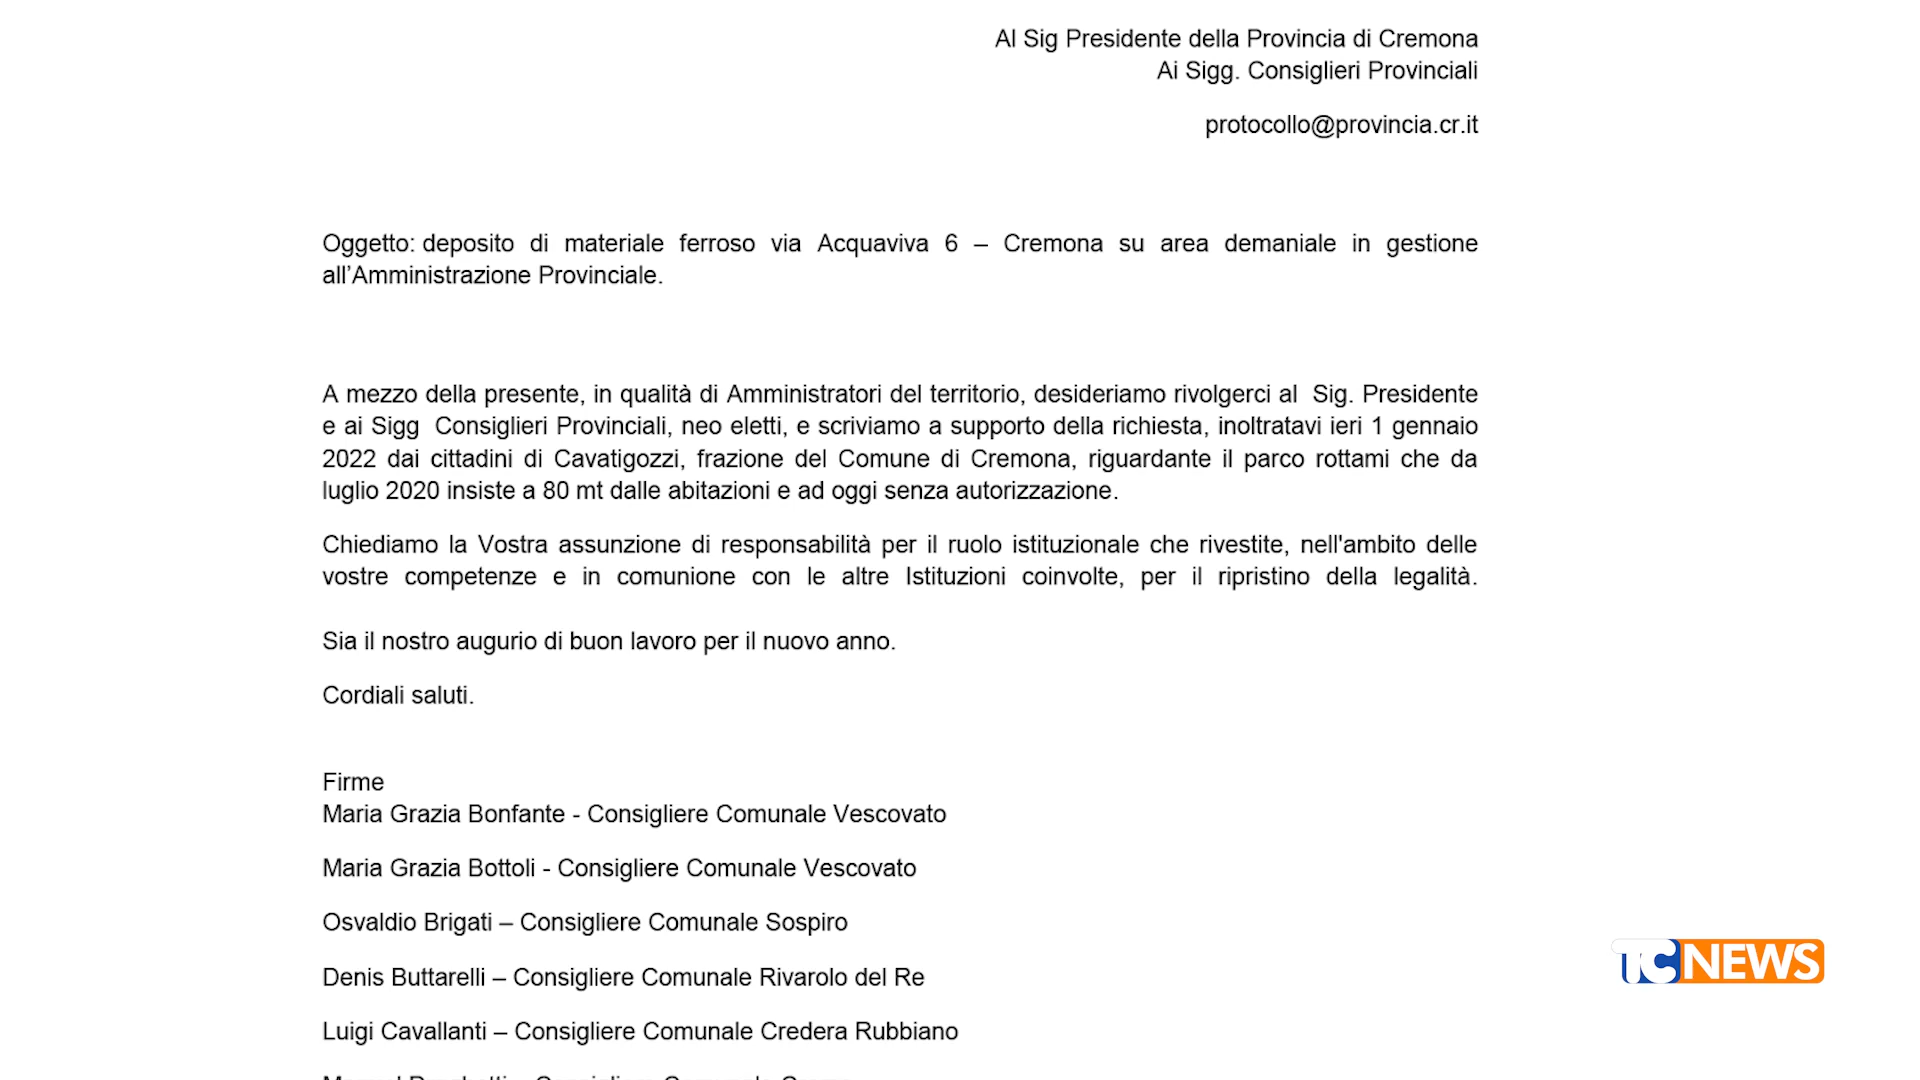 Al Sig Presidente della Provincia di Cremona
Ai Sigg. Consiglieri Provinciali
protocollo@provincia.cr.it
Oggetto: deposito di materiale ferroso via Acquaviva 6 – Cremona su area demaniale in gestione
all’Amministrazione Provinciale.
A mezzo della presente, in qualità di Amministratori del territorio, desideriamo rivolgerci al Sig. Presidente
e ai Sigg Consiglieri Provinciali, neo eletti, e scriviamo a supporto della richiesta, inoltratavi ieri 1 gennaio
2022 dai cittadini di Cavatigozzi, frazione del Comune di Cremona, riguardante il parco rottami che da
luglio 2020 insiste a 80 mt dalle abitazioni e ad oggi senza autorizzazione.
Chiediamo la Vostra assunzione di responsabilità per il ruolo istituzionale che rivestite, nell'ambito delle
vostre competenze e in comunione con le altre Istituzioni coinvolte, per il ripristino della legalità.
Sia il nostro augurio di buon lavoro per il nuovo anno.
Cordiali saluti.
Firme
Maria Grazia Bonfante - Consigliere Comunale Vescovato
Maria Grazia Bottoli - Consigliere Comunale Vescovato
Osvaldio Brigati – Consigliere Comunale Sospiro
Denis Buttarelli – Consigliere Comunale Rivarolo del Re
Luigi Cavallanti – Consigliere Comunale Credera Rubbiano
TC NEWS